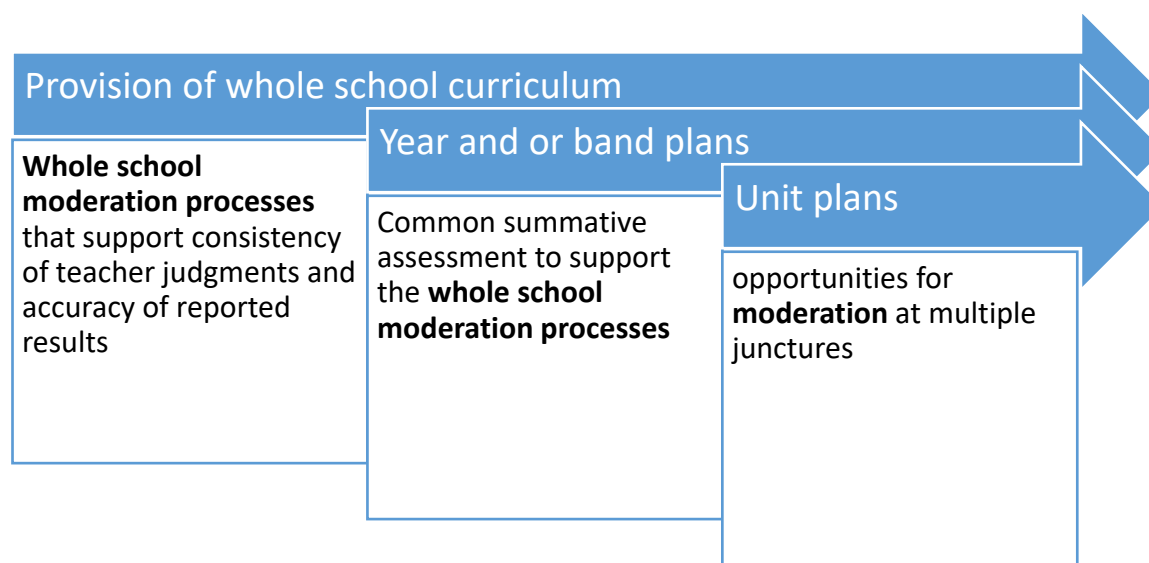 Provision of whole school curriculum
Whole school
moderation processes
that support consistency
of teacher judgments and
accuracy of reported
results
Year and or band plans
Common summative
assessment to support
the whole school
moderation processes
Unit plans
opportunities for
moderation at multiple
junctures